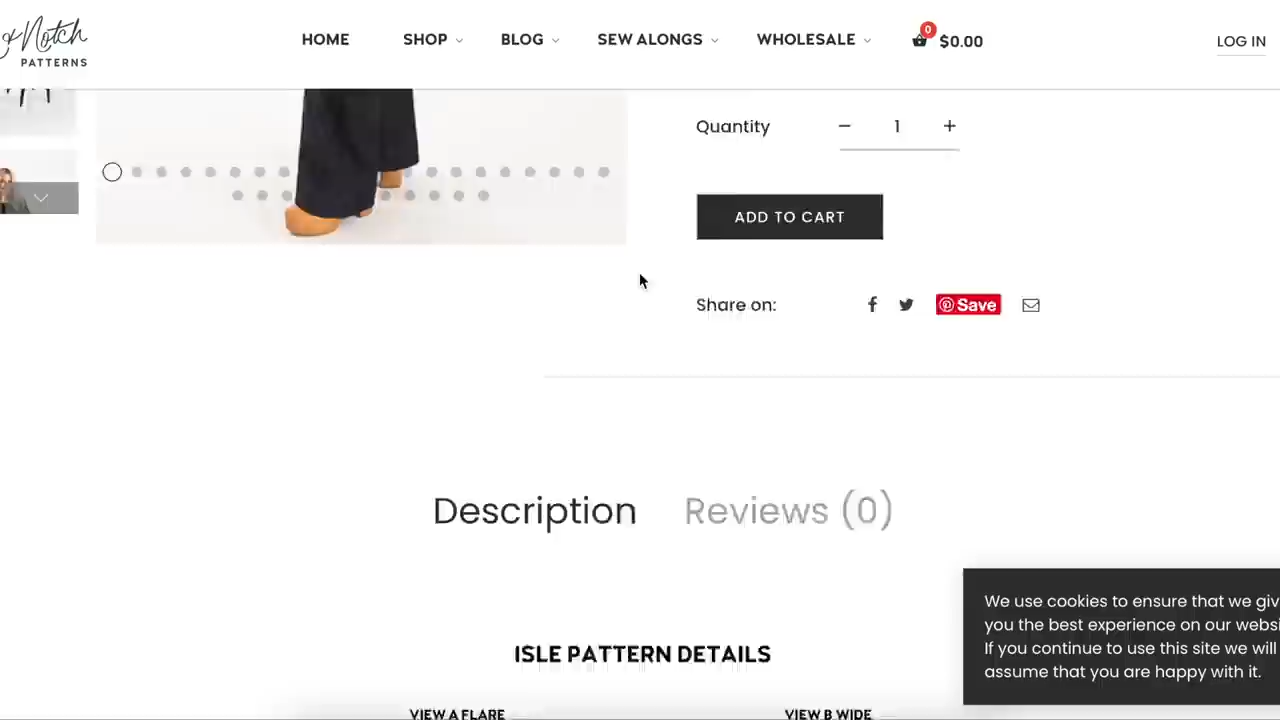 & Notch
PATTERNS
HOME
SHOP
BLOG
SEW ALONGS
WHOLESALE
0
$0.00
LOG IN
Quantity
− 1 +
ADD TO CART
Share on:
Save
Description
Reviews (0)
We use cookies to ensure that we giv
you the best experience on our websi
If you continue to use this site we will
assume that you are happy with it.
ISLE PATTERN DETAILS
VIEW A FLARE
VIEW B WIDE